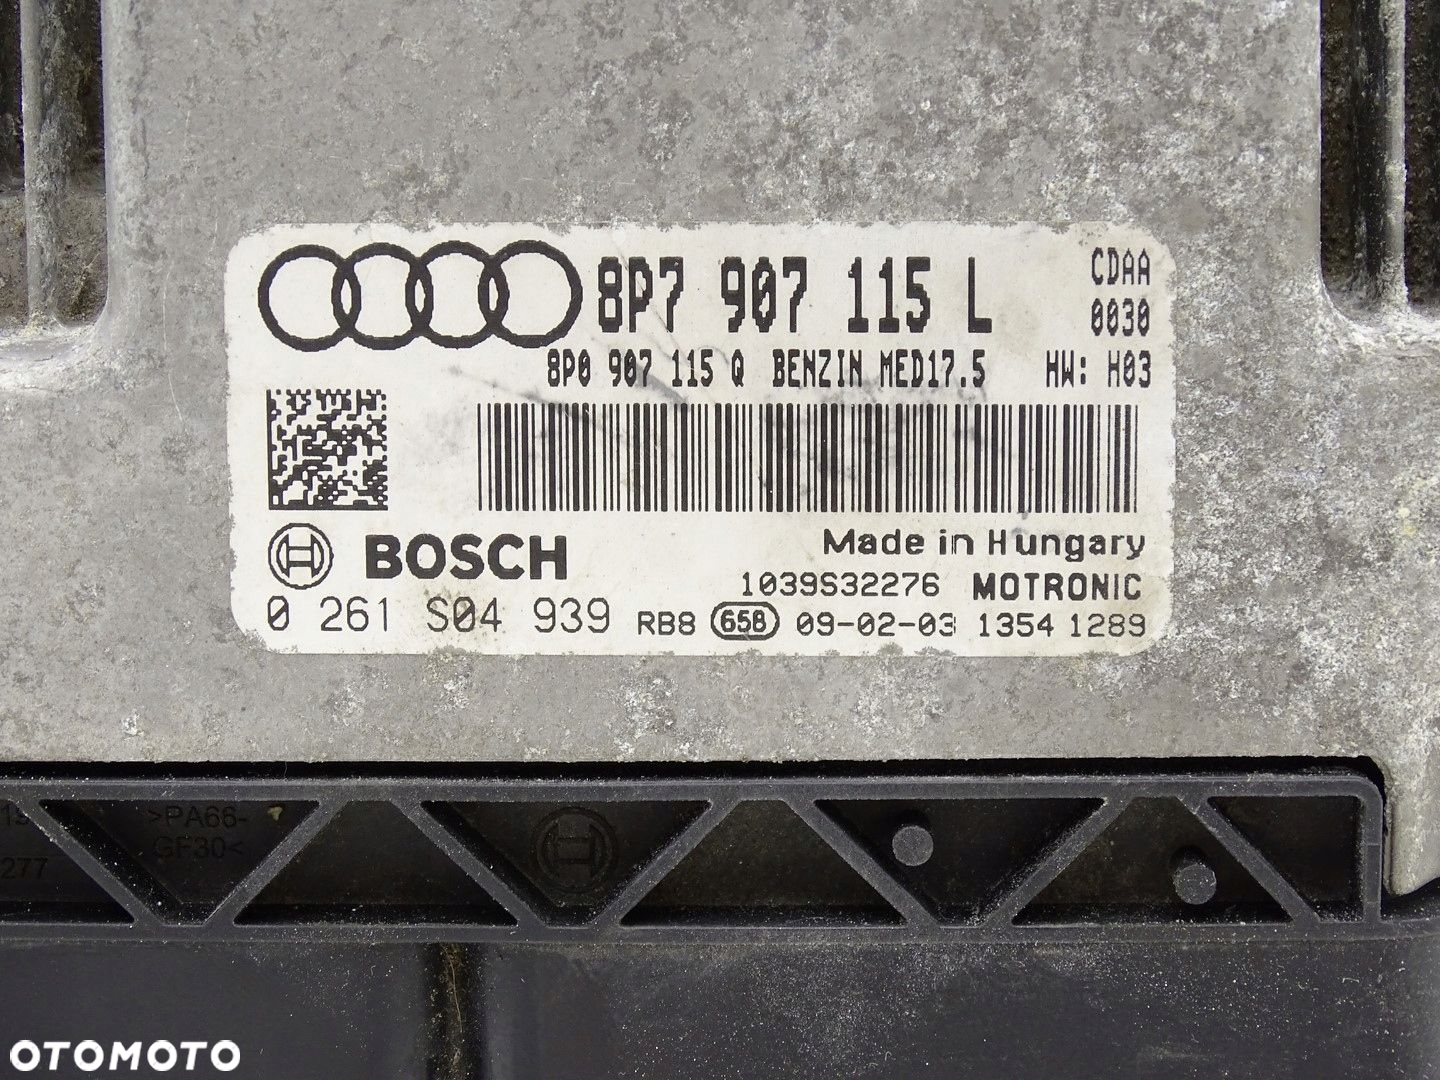 8P7 907 115 L
CDAA
0030
8P0 907 115 Q BENZIN MED17.5 HW: H03
BOSCH
Made in Hungary
1039S32276 MOTRONIC
0 261 S04 939 RB8 65B 09-02-03 1354 1289
>PA66-
GF30<
277
OTOMOTO